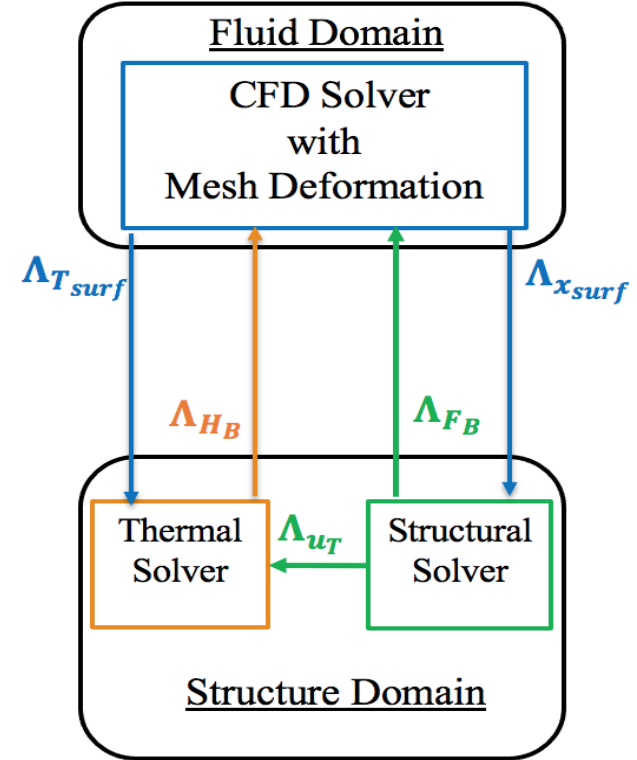 Fluid Domain
CFD Solver
with
Mesh Deformation
Λ_{T_{surf}}
Λ_{x_{surf}}
Λ_{H_B}
Λ_{F_B}
Thermal
Solver
Λ_{u_T}
Structural
Solver
Structure Domain